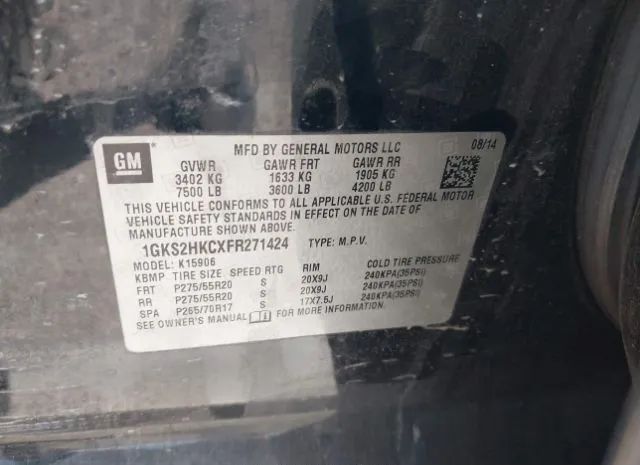 GM
MFD BY GENERAL MOTORS LLC 08/14
GVWR GAWR FRT GAWR RR
3402 KG 1633 KG 1905 KG
7500 LB 3600 LB 4200 LB
THIS VEHICLE CONFORMS TO ALL APPLICABLE U.S. FEDERAL MOTOR
VEHICLE SAFETY STANDARDS IN EFFECT ON THE DATE OF
MANUFACTURE SHOWN ABOVE.
1GKS2HKCXFR271424 TYPE: M.P.V.
MODEL: K15906
KBMP TIRE SIZE SPEED RTG RIM COLD TIRE PRESSURE
FRT P275/55R20 S 20X9J 240KPA(35PSI)
RR P275/55R20 S 20X9J 240KPA(35PSI)
SPA P265/70R17 S 17X7.5J 240KPA(35PSI)
SEE OWNER'S MANUAL FOR MORE INFORMATION.